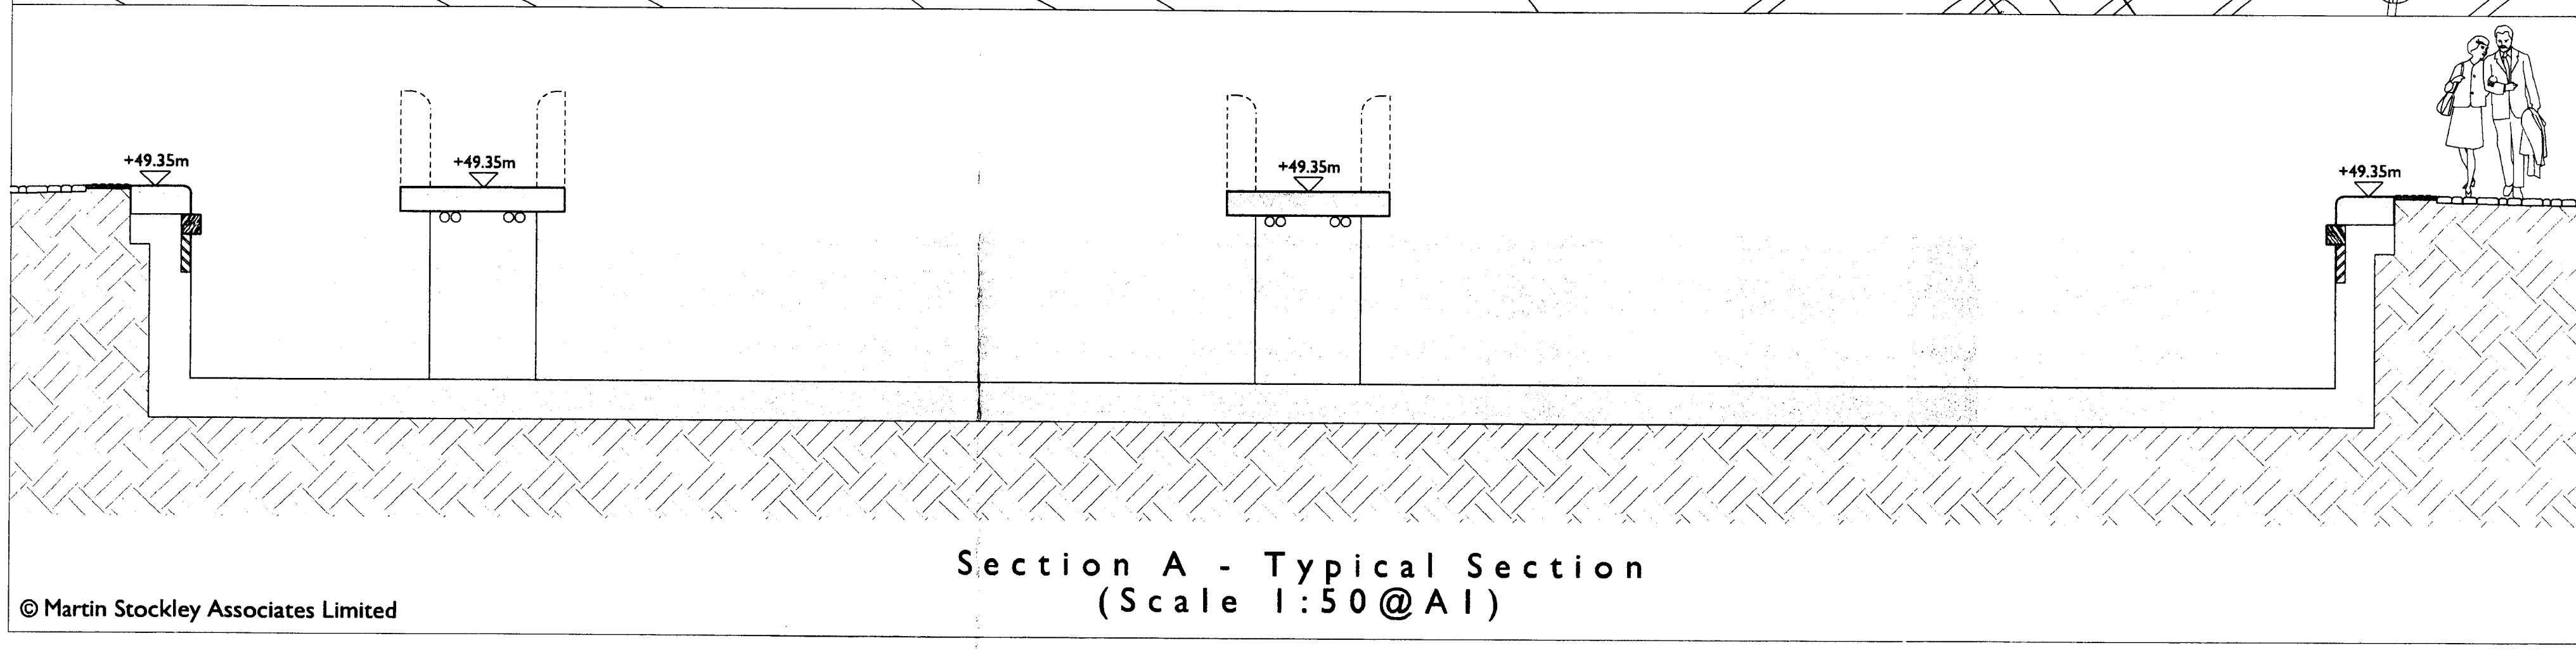 +49.35m
+49.35m
+49.35m
+49.35m
Section A - Typical Section
(Scale 1:50@A1)
© Martin Stockley Associates Limited